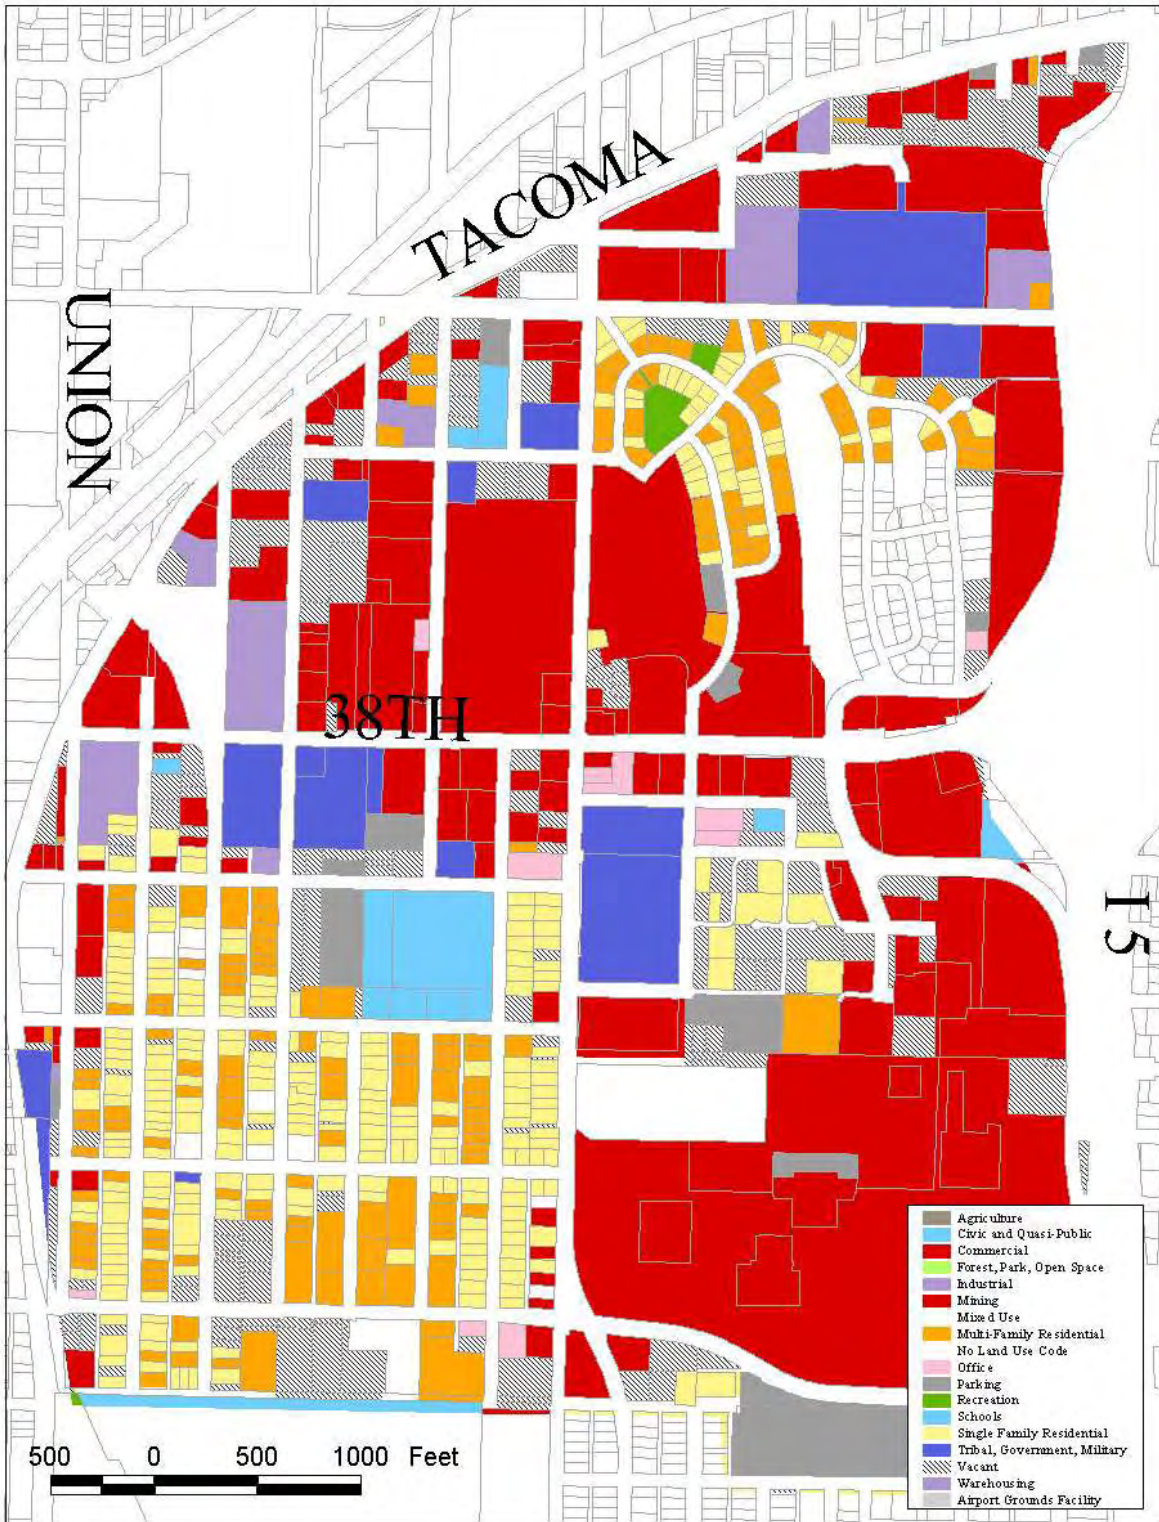 TACOMA
UNION
38TH
I 5
Agriculture
Civic and Quasi-Public
Commercial
Forest, Park, Open Space
Industrial
Mining
Mixed Use
Multi-Family Residential
No Land Use Code
Office
Parking
Recreation
Schools
Single Family Residential
Tribal, Government, Military
Vacant
Warehousing
Airport Grounds Facility
500 0 500 1000 Feet